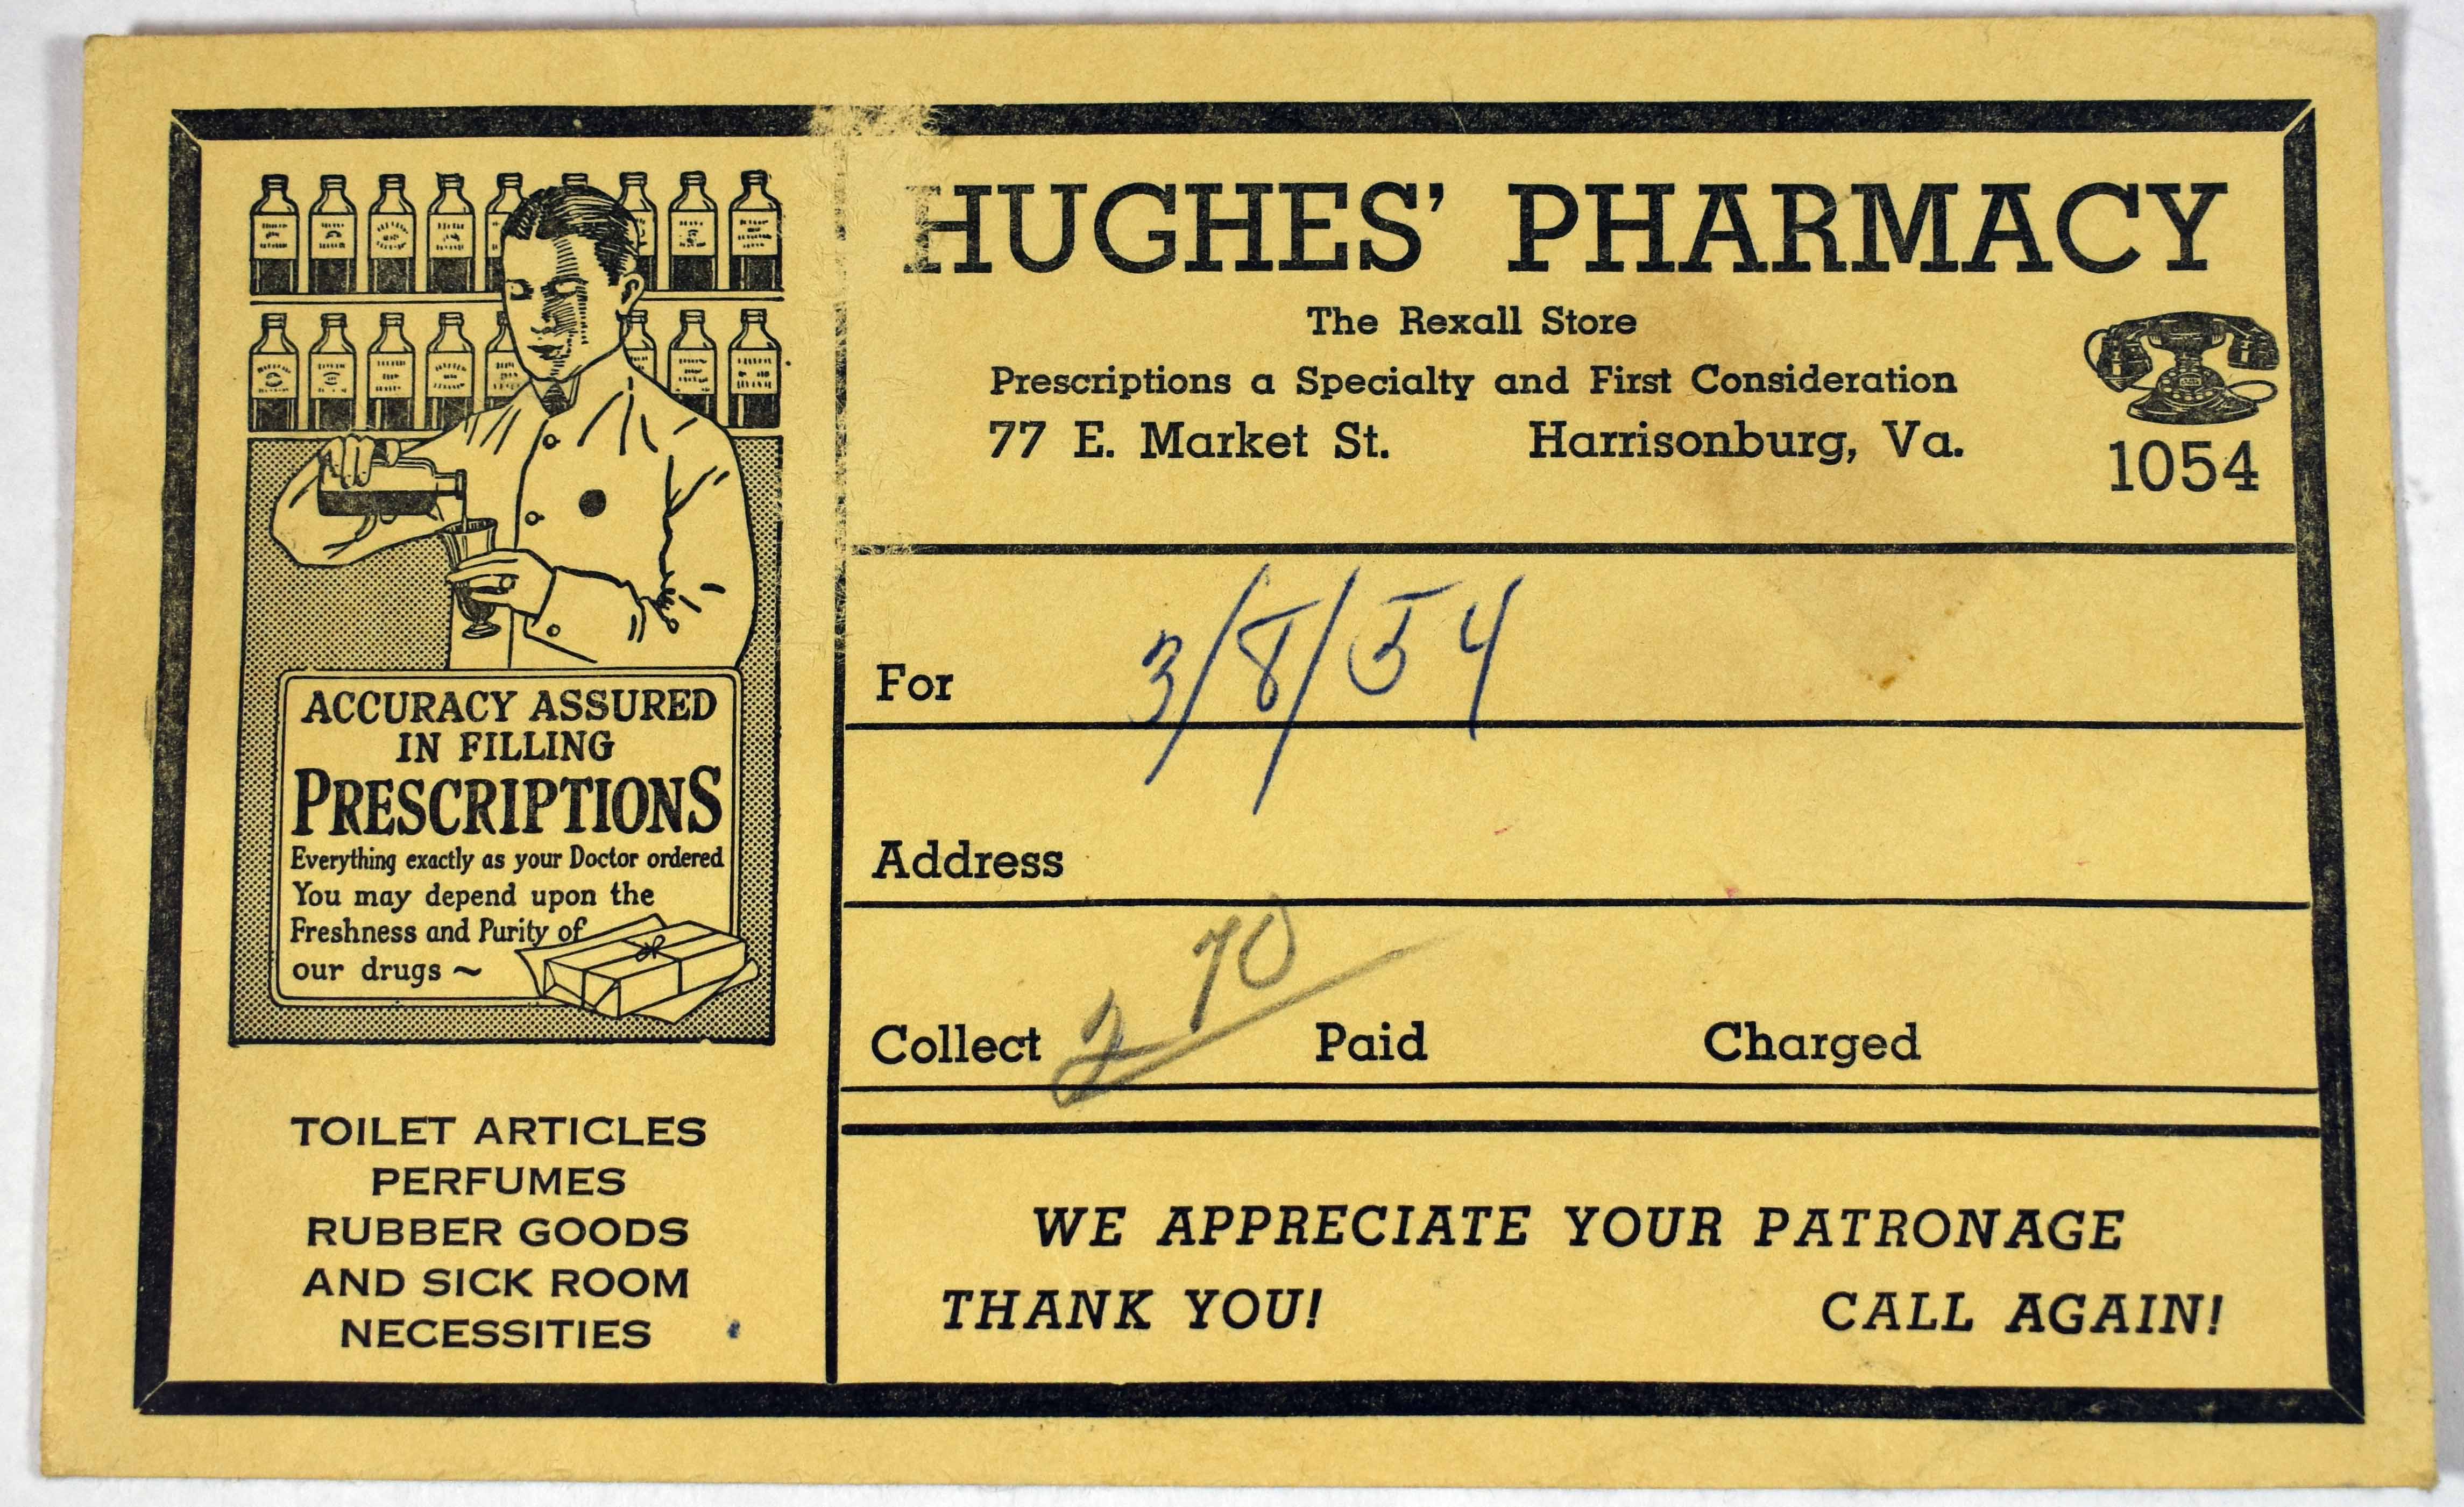 ACCURACY ASSURED
IN FILLING
PRESCRIPTIONS
Everything exactly as your Doctor ordered
You may depend upon the
Freshness and Purity of
our drugs ~
TOILET ARTICLES
PERFUMES
RUBBER GOODS
AND SICK ROOM
NECESSITIES
HUGHES' PHARMACY
The Rexall Store
Prescriptions a Specialty and First Consideration
77 E. Market St. Harrisonburg, Va.
1054
For 3/8/54
Address
Collect 2 70 Paid Charged
WE APPRECIATE YOUR PATRONAGE
THANK YOU! CALL AGAIN!